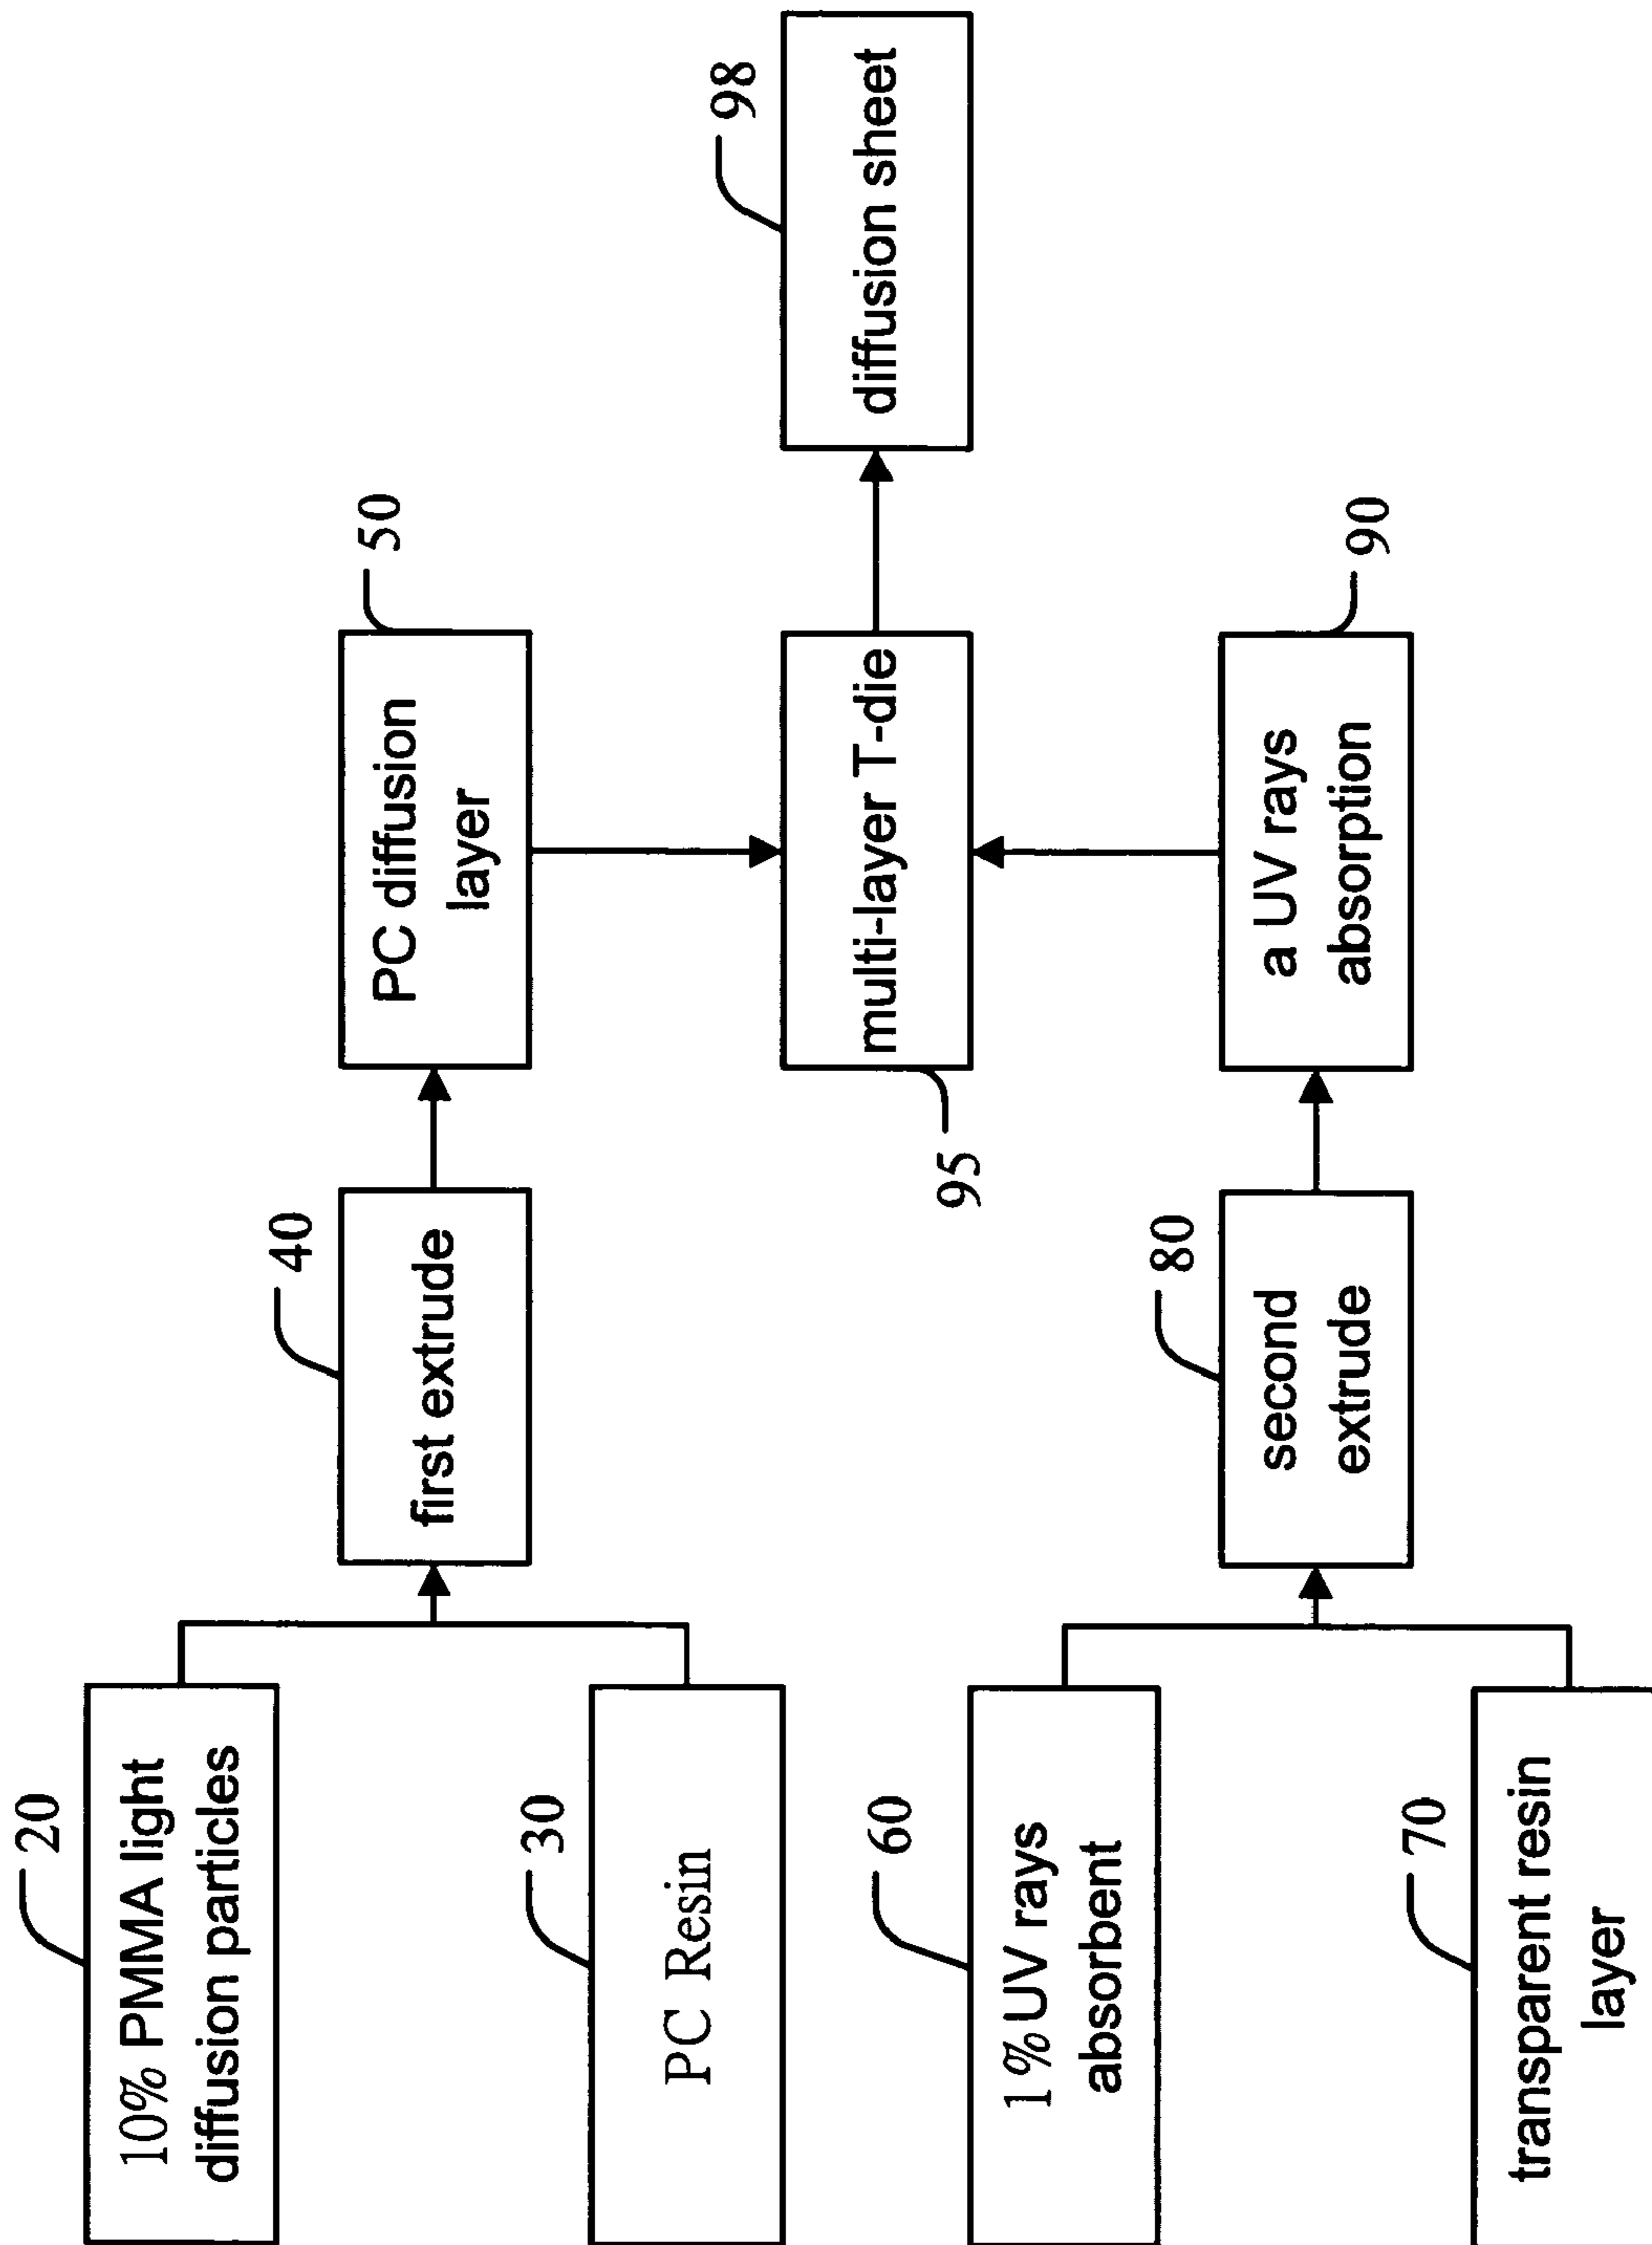 20
10% PMMA light
diffusion particles
30
PC Resin
40
first extrude
50
PC diffusion
layer
60
1% UV rays
absorbent
70
transparent resin
layer
80
second
extrude
90
a UV rays
absorption
95
multi-layer T-die
98
diffusion sheet